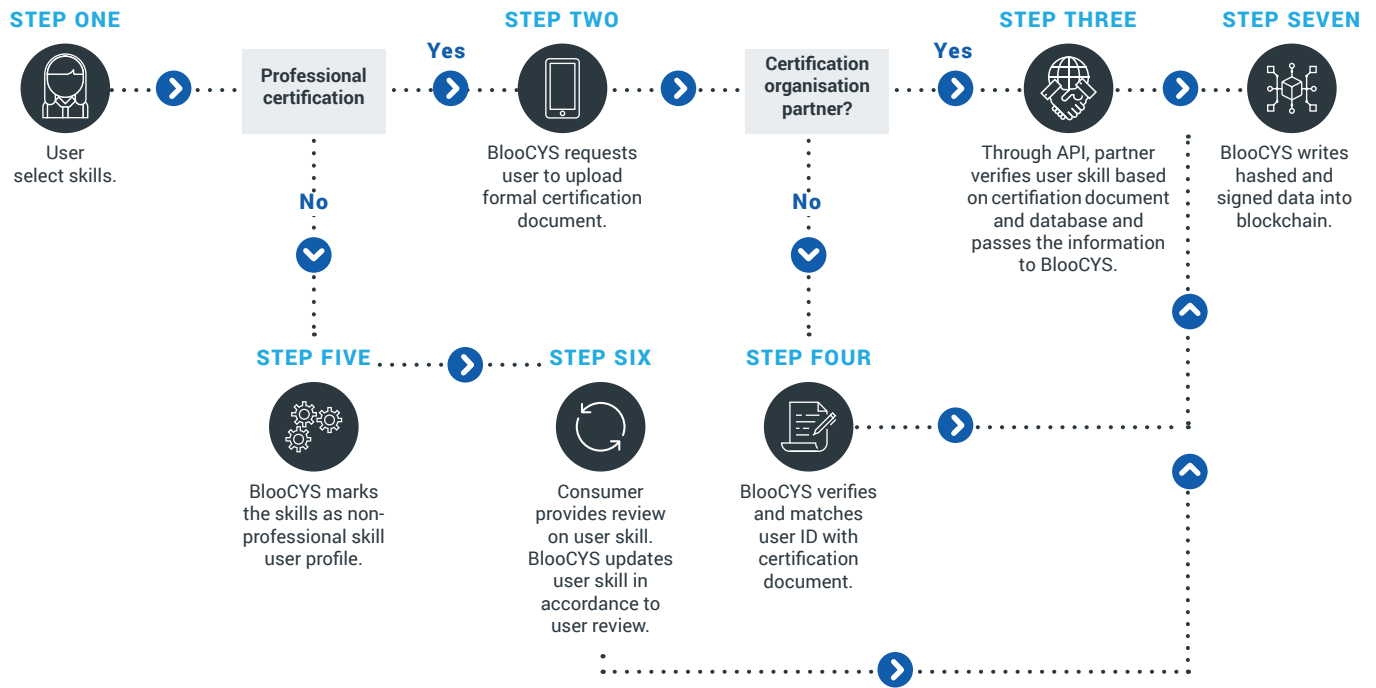 STEP ONE
User
select skills.
Professional
certification
Yes
No
STEP TWO
BlooCYS requests
user to upload
formal certification
document.
Certification
organisation
partner?
Yes
No
STEP THREE
Through API, partner
verifies user skill based
on certifiation document
and database and
passes the information
to BlooCYS.
STEP SEVEN
BlooCYS writes
hashed and
signed data into
blockchain.
STEP FIVE
BlooCYS marks
the skills as non-
professional skill
user profile.
STEP SIX
Consumer
provides review
on user skill.
BlooCYS updates
user skill in
accordance to
user review.
STEP FOUR
BlooCYS verifies
and matches
user ID with
certification
document.